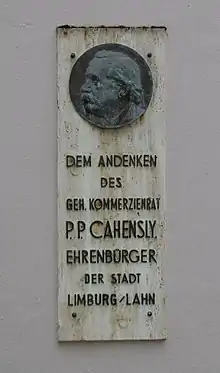 DEM ANDENKEN
DES
GEH. KOMMERZIENRAT
P. P. CAHENSLY
EHRENBÜRGER
DER STADT
LIMBURG/LAHN